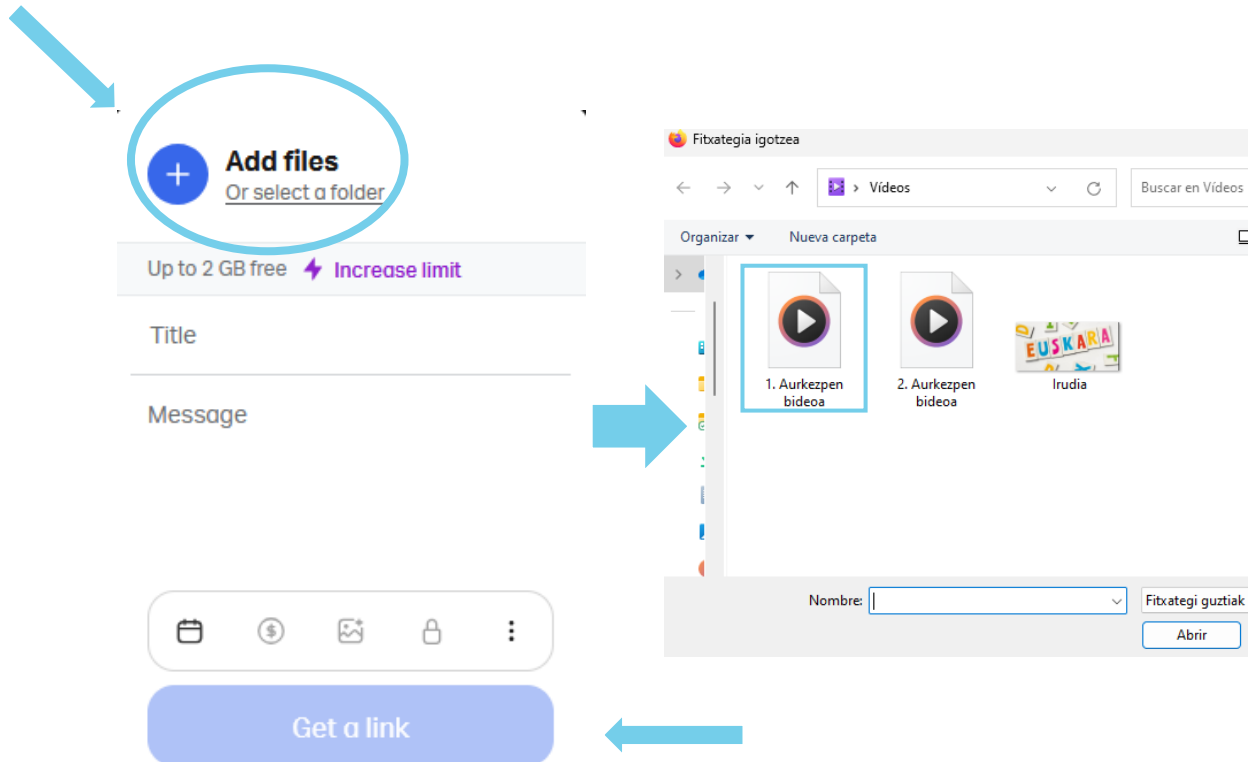 Add files
Or select a folder
Up to 2 GB free Increase limit
Title
Message
Get a link
Fitxategia igotzea
Vídeos
Buscar en Vídeos
Organizar
Nueva carpeta
1. Aurkezpen
bideoa
2. Aurkezpen
bideoa
EUSKARA
Irudia
Nombre:
Fitxategi guztiak
Abrir